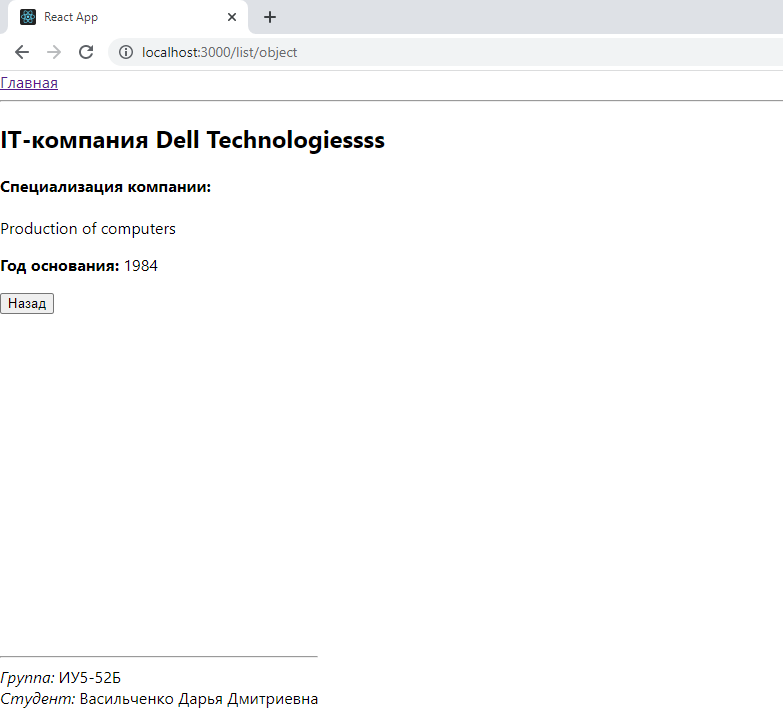 React App
localhost:3000/list/object
Главная
IT-компания Dell Technologiessss
Специализация компании:
Production of computers
Год основания: 1984
Назад
Группа: ИУ5-52Б
Студент: Васильченко Дарья Дмитриевна